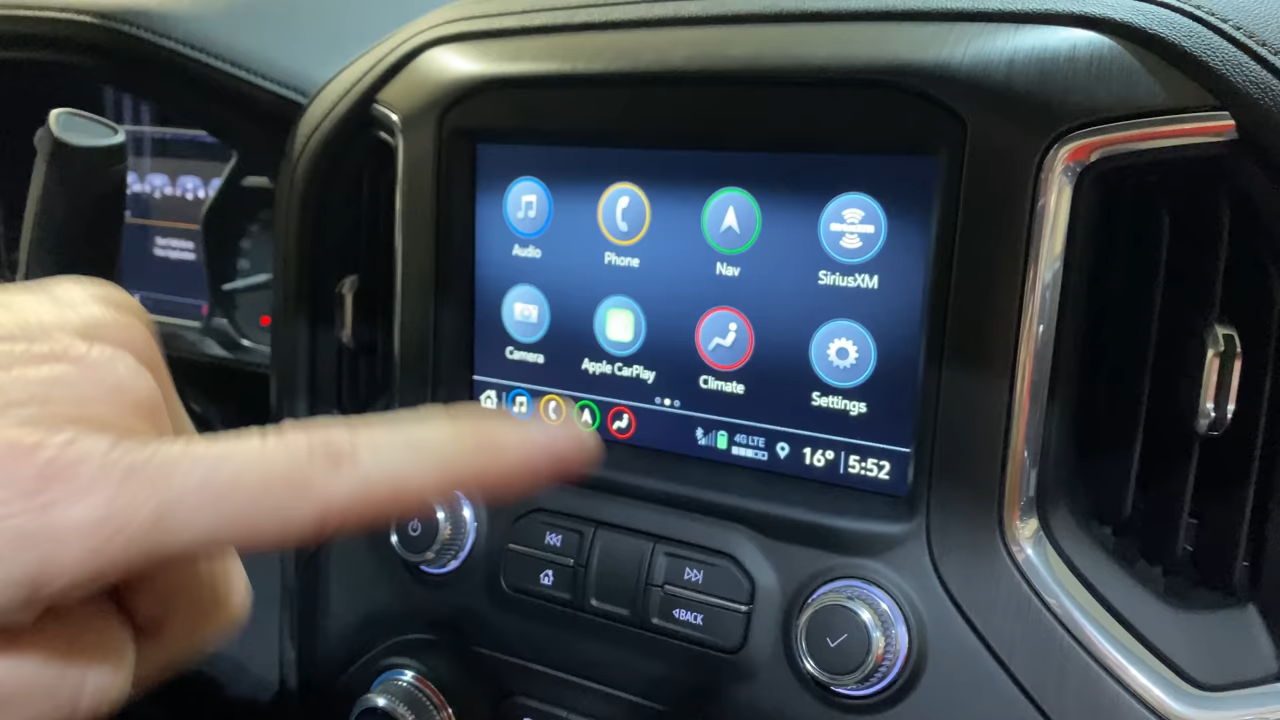 Audio
Phone
Nav
SiriusXM
Camera
Apple CarPlay
Climate
Settings
4G LTE
16° 5:52
BACK